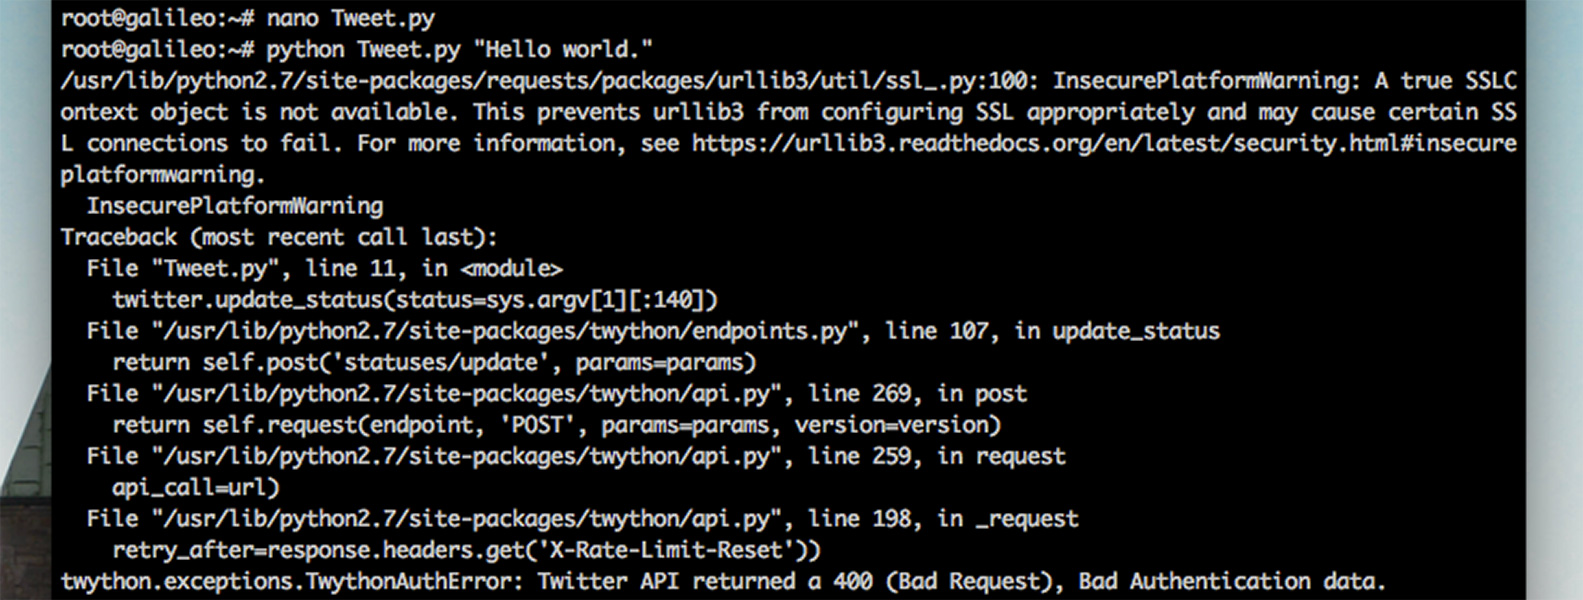 root@galileo:~# nano Tweet.py
root@galileo:~# python Tweet.py "Hello world."
/usr/lib/python2.7/site-packages/requests/packages/urllib3/util/ssl_.py:100: InsecurePlatformWarning: A true SSLC
ontext object is not available. This prevents urllib3 from configuring SSL appropriately and may cause certain SS
L connections to fail. For more information, see https://urllib3.readthedocs.org/en/latest/security.html#insecure
platformwarning.
  InsecurePlatformWarning
Traceback (most recent call last):
  File "Tweet.py", line 11, in <module>
    twitter.update_status(status=sys.argv[1][:140])
  File "/usr/lib/python2.7/site-packages/twython/endpoints.py", line 107, in update_status
    return self.post('statuses/update', params=params)
  File "/usr/lib/python2.7/site-packages/twython/api.py", line 269, in post
    return self.request(endpoint, 'POST', params=params, version=version)
  File "/usr/lib/python2.7/site-packages/twython/api.py", line 259, in request
    api_call=url)
  File "/usr/lib/python2.7/site-packages/twython/api.py", line 198, in _request
    retry_after=response.headers.get('X-Rate-Limit-Reset'))
twython.exceptions.TwythonAuthError: Twitter API returned a 400 (Bad Request), Bad Authentication data.